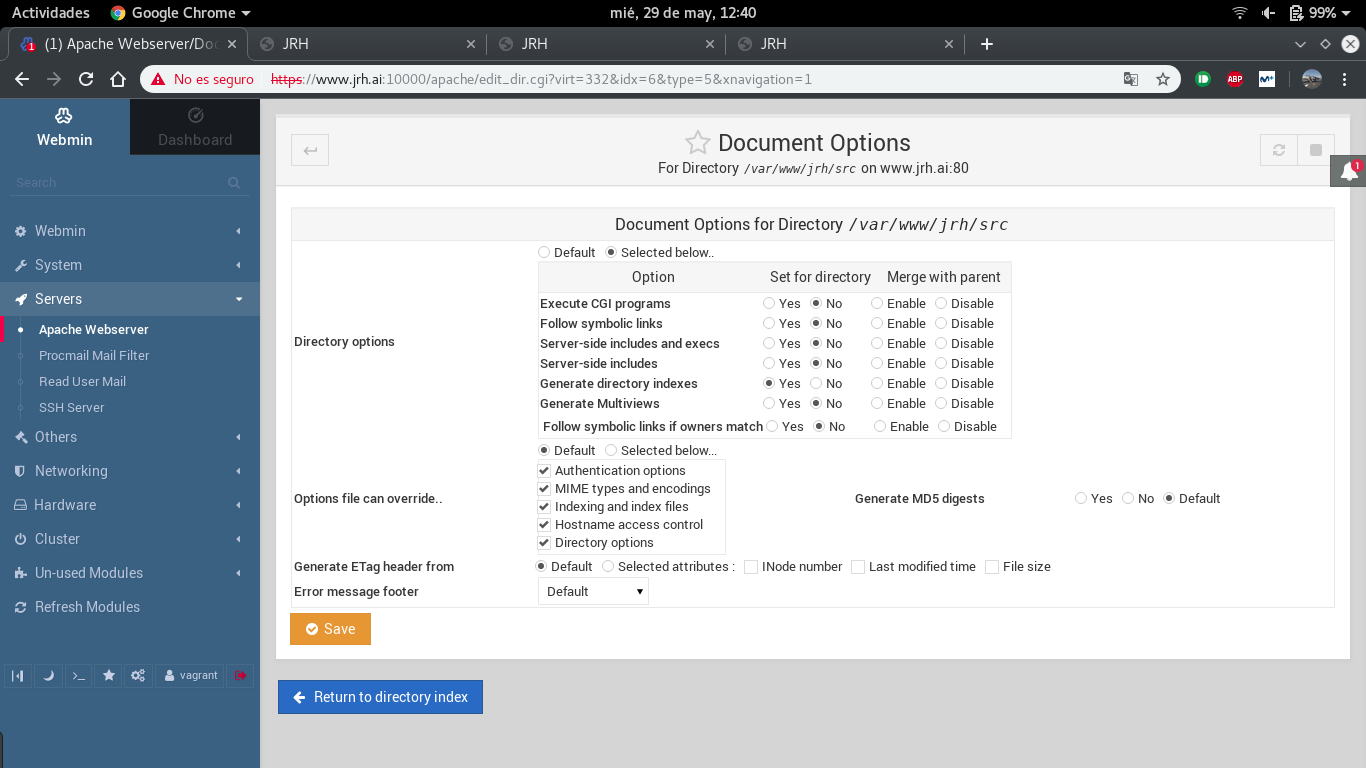 Actividades Google Chrome mié, 29 de may, 12:40 99%
(1) Apache Webserver/Doc JRH JRH JRH
No es seguro https://www.jrh.ai:10000/apache/edit_dir.cgi?virt=332&idx=6&type=5&xnavigation=1 ABP M+
Webmin Dashboard
Search
Webmin
System
Servers
Apache Webserver
Procmail Mail Filter
Read User Mail
SSH Server
Others
Networking
Hardware
Cluster
Un-used Modules
Refresh Modules
vagrant
Document Options
For Directory /var/www/jrh/src on www.jrh.ai:80
1
Document Options for Directory /var/www/jrh/src
Directory options
Default Selected below..
Option Set for directory Merge with parent
Execute CGI programs Yes No Enable Disable
Follow symbolic links Yes No Enable Disable
Server-side includes and execs Yes No Enable Disable
Server-side includes Yes No Enable Disable
Generate directory indexes Yes No Enable Disable
Generate Multiviews Yes No Enable Disable
Follow symbolic links if owners match Yes No Enable Disable
Options file can override..
Default Selected below...
Authentication options
MIME types and encodings
Indexing and index files
Hostname access control
Directory options
Generate MD5 digests Yes No Default
Generate ETag header from Default Selected attributes : INode number Last modified time File size
Error message footer Default
Save
Return to directory index